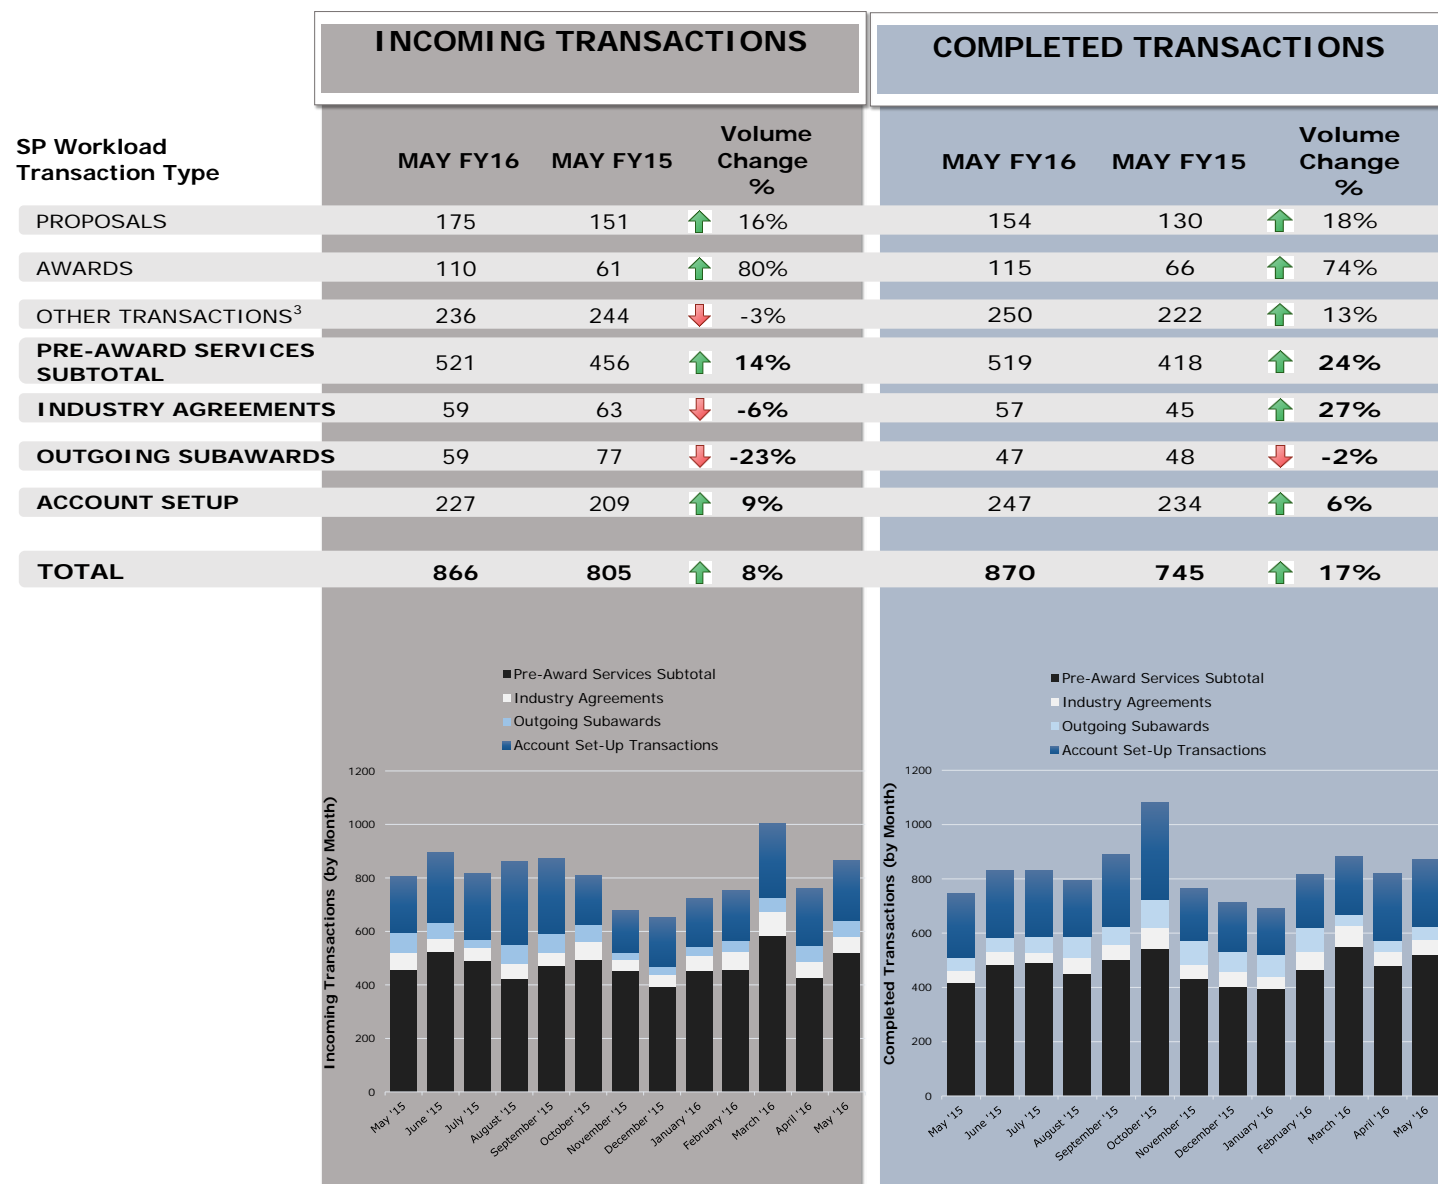 INCOMING TRANSACTIONS
COMPLETED TRANSACTIONS
SP Workload
Transaction Type
MAY FY16 MAY FY15 Volume Change %
MAY FY16 MAY FY15 Volume Change %
PROPOSALS 175 151 16% 154 130 18%
AWARDS 110 61 80% 115 66 74%
OTHER TRANSACTIONS3 236 244 -3% 250 222 13%
PRE-AWARD SERVICES
SUBTOTAL 521 456 14% 519 418 24%
INDUSTRY AGREEMENTS 59 63 -6% 57 45 27%
OUTGOING SUBAWARDS 59 77 -23% 47 48 -2%
ACCOUNT SETUP 227 209 9% 247 234 6%
TOTAL 866 805 8% 870 745 17%
Pre-Award Services Subtotal
Industry Agreements
Outgoing Subawards
Account Set-Up Transactions
Incoming Transactions (by Month)
1200
1000
800
600
400
200
0
May '15
June '15
July '15
August '15
September '15
October '15
November '15
December '15
January '16
February '16
March '16
April '16
May '16
Pre-Award Services Subtotal
Industry Agreements
Outgoing Subawards
Account Set-Up Transactions
Completed Transactions (by Month)
1200
1000
800
600
400
200
0
May '15
June '15
July '15
August '15
September '15
October '15
November '15
December '15
January '16
February '16
March '16
April '16
May '16